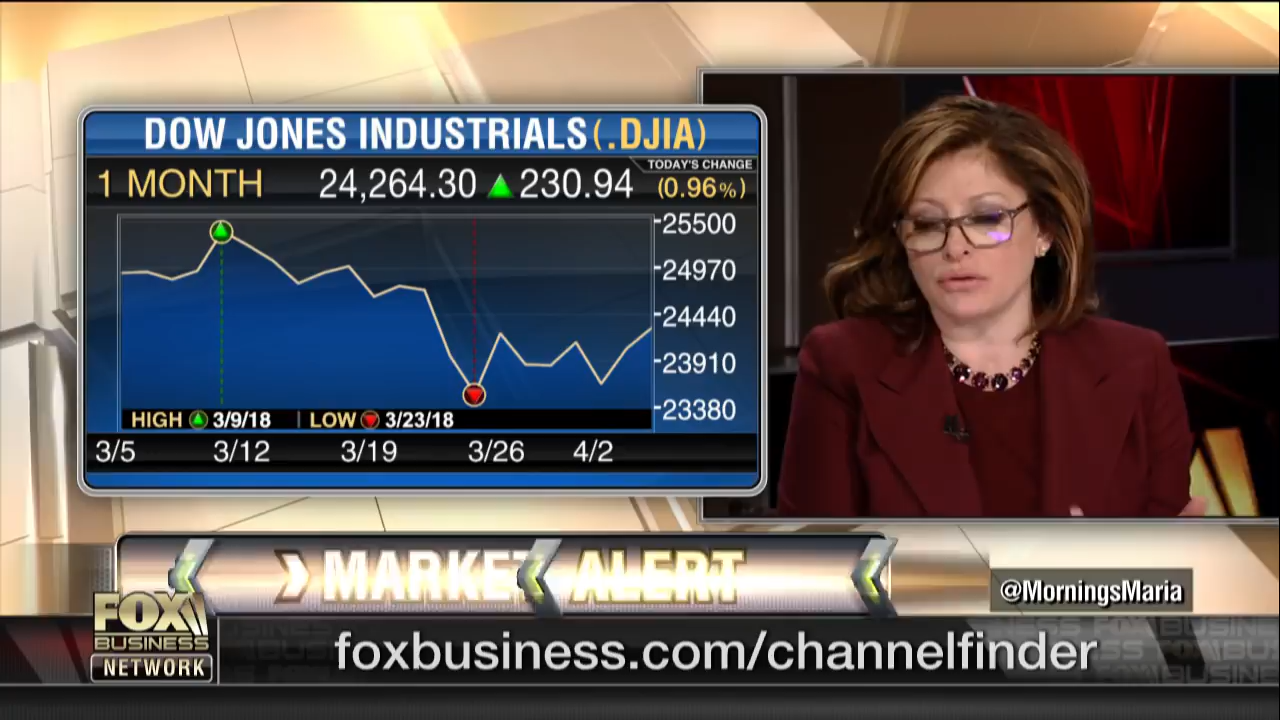 DOW JONES INDUSTRIALS(.DJIA)
TODAY'S CHANGE
1 MONTH 24,264.30 ▲ 230.94 (0.96%)
25500
24970
24440
23910
23380
HIGH ▲ 3/9/18 | LOW ▼ 3/23/18
3/5 3/12 3/19 3/26 4/2
MARKET ALERT
@MorningsMaria
FOX
BUSINESS
NETWORK
foxbusiness.com/channelfinder